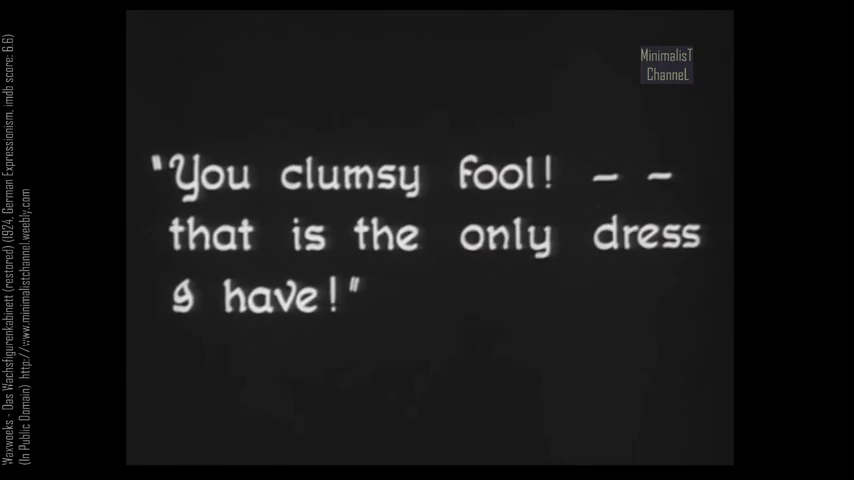 "You clumsy fool! – –
that is the only dress
I have!"
MinimalisT
ChanneL
Waxwoeks - Das Wachsfigurenkabinett (restored) (1924, German Expressionism, imdb score: 6.6)
(In Public Domain) http://www.minimalistchannel.weebly.com